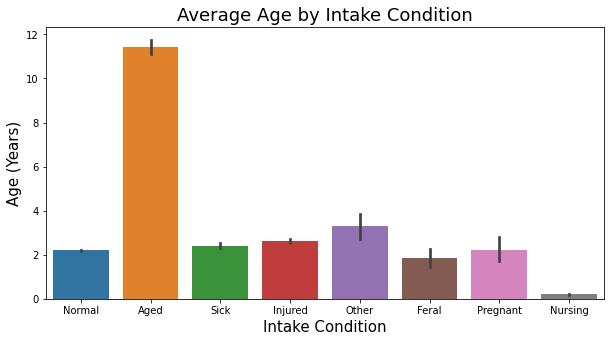 Average Age by Intake Condition
Age (Years)
12
10
8
6
4
2
0
Normal Aged Sick Injured Other Feral Pregnant Nursing
Intake Condition